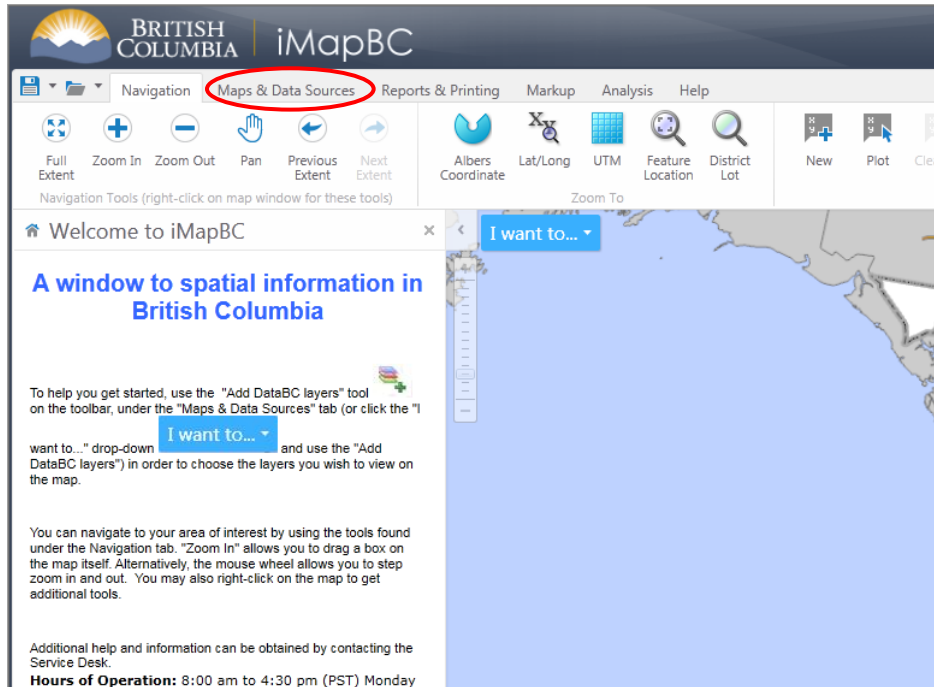 BRITISH
COLUMBIA
iMapBC
Navigation Maps & Data Sources Reports & Printing Markup Analysis Help
Full Extent Zoom In Zoom Out Pan Previous Extent Next Extent Albers Coordinate Lat/Long UTM Feature Location District Lot New Plot
Navigation Tools (right-click on map window for these tools) Zoom To
Welcome to iMapBC
I want to...
A window to spatial information in
British Columbia
To help you get started, use the "Add DataBC layers" tool
on the toolbar, under the "Maps & Data Sources" tab (or click the "I
want to..." drop-down I want to... and use the "Add
DataBC layers") in order to choose the layers you wish to view on
the map.
You can navigate to your area of interest by using the tools found
under the Navigation tab. "Zoom In" allows you to drag a box on
the map itself. Alternatively, the mouse wheel allows you to step
zoom in and out. You may also right-click on the map to get
additional tools.
Additional help and information can be obtained by contacting the
Service Desk.
Hours of Operation: 8:00 am to 4:30 pm (PST) Monday